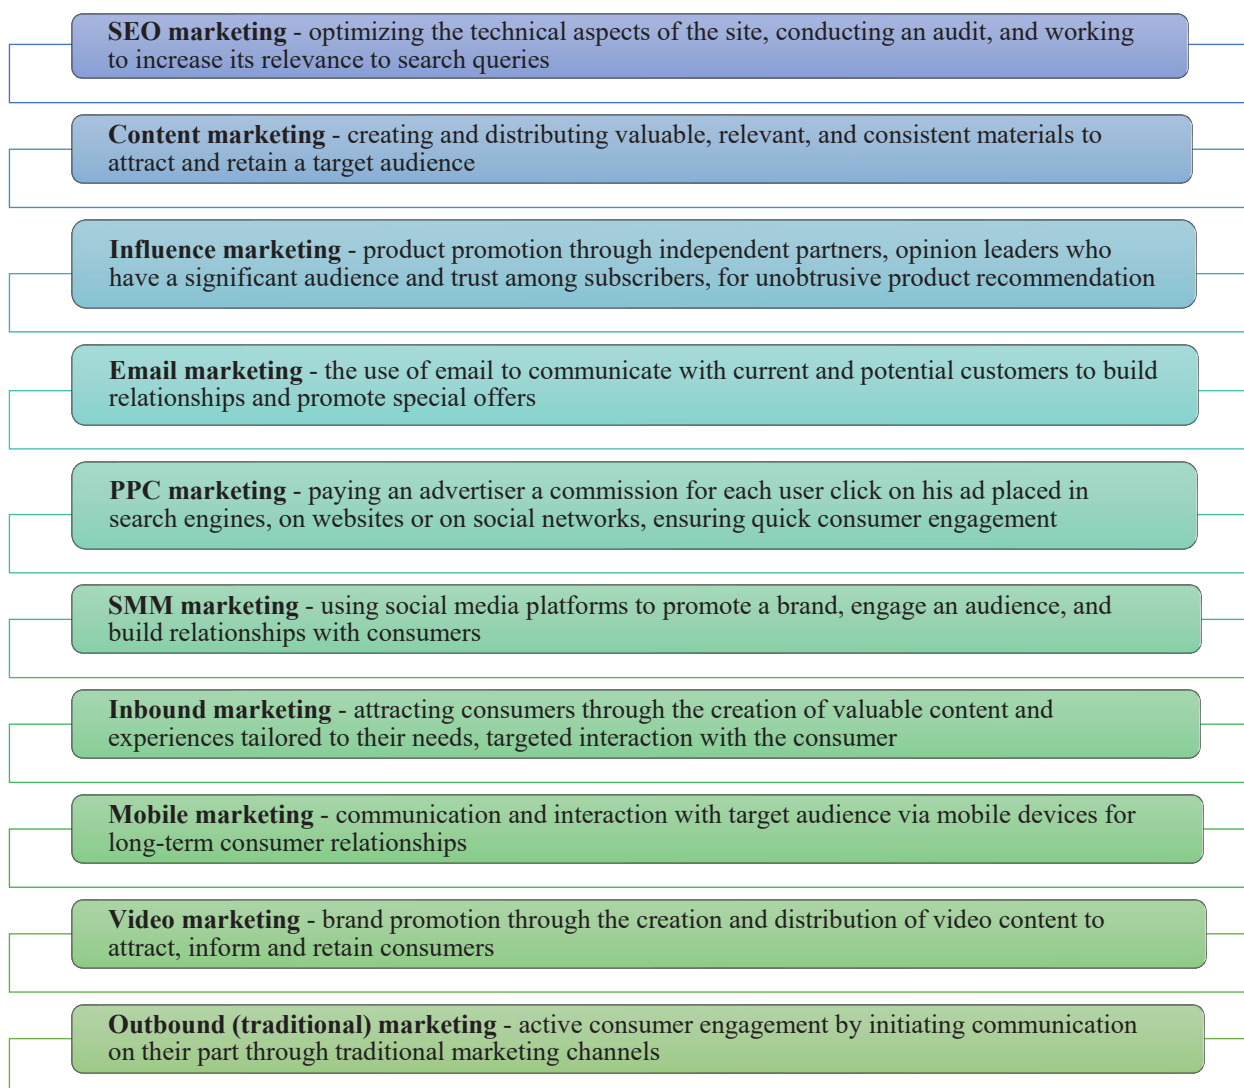 SEO marketing - optimizing the technical aspects of the site, conducting an audit, and working
to increase its relevance to search queries
Content marketing - creating and distributing valuable, relevant, and consistent materials to
attract and retain a target audience
Influence marketing - product promotion through independent partners, opinion leaders who
have a significant audience and trust among subscribers, for unobtrusive product recommendation
Email marketing - the use of email to communicate with current and potential customers to build
relationships and promote special offers
PPC marketing - paying an advertiser a commission for each user click on his ad placed in
search engines, on websites or on social networks, ensuring quick consumer engagement
SMM marketing - using social media platforms to promote a brand, engage an audience, and
build relationships with consumers
Inbound marketing - attracting consumers through the creation of valuable content and
experiences tailored to their needs, targeted interaction with the consumer
Mobile marketing - communication and interaction with target audience via mobile devices for
long-term consumer relationships
Video marketing - brand promotion through the creation and distribution of video content to
attract, inform and retain consumers
Outbound (traditional) marketing - active consumer engagement by initiating communication
on their part through traditional marketing channels